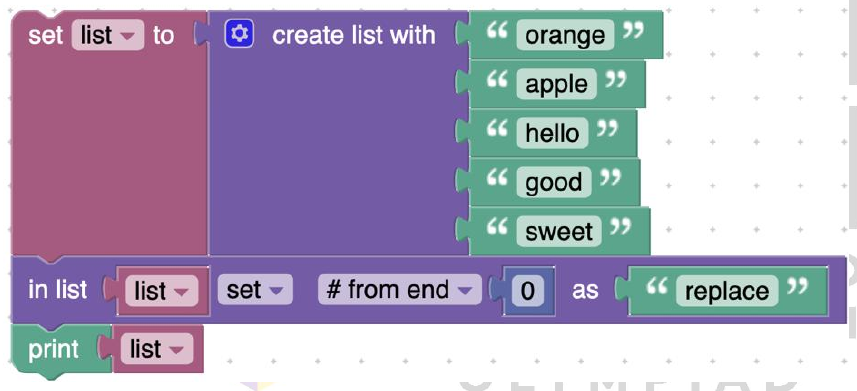 set list to create list with “ orange ”
“ apple ”
“ hello ”
“ good ”
“ sweet ”
in list list set # from end 0 as “ replace ”
print list